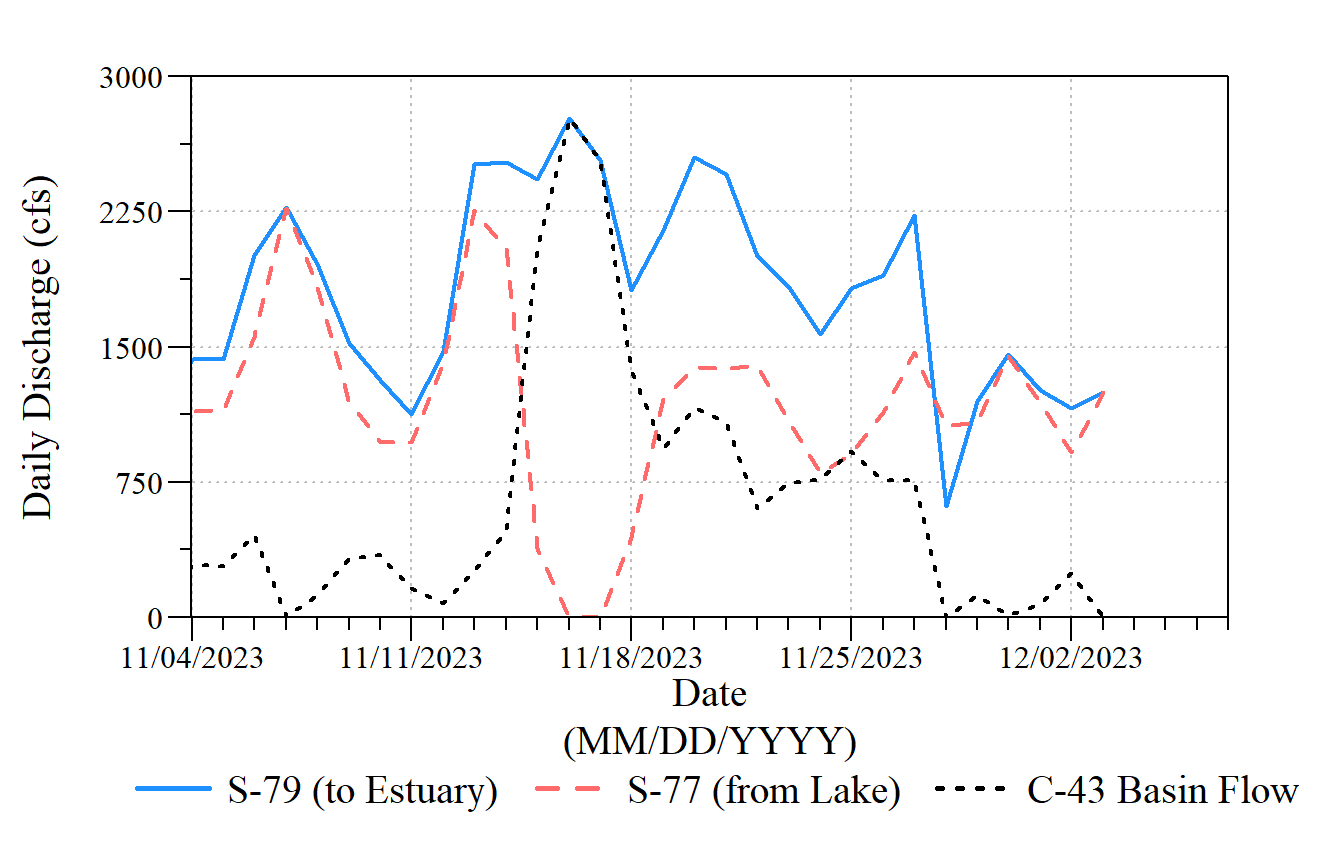 3000
2250
1500
750
0
Daily Discharge (cfs)
11/04/2023 11/11/2023 11/18/2023 11/25/2023 12/02/2023
Date
(MM/DD/YYYY)
S-79 (to Estuary) S-77 (from Lake) C-43 Basin Flow